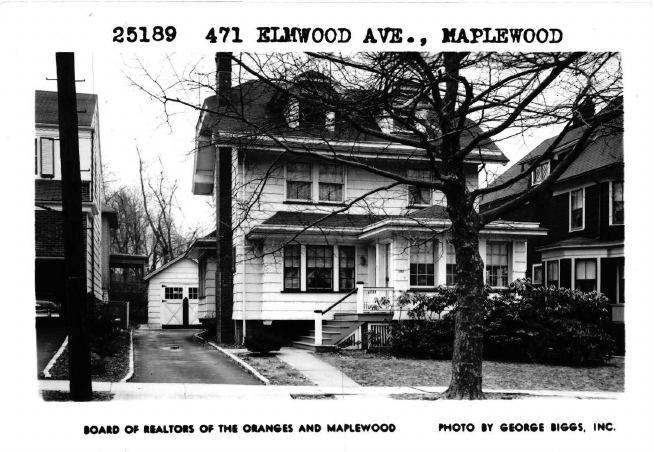 25189 471 ELMWOOD AVE., MAPLEWOOD
BOARD OF REALTORS OF THE ORANGES AND MAPLEWOOD PHOTO BY GEORGE BIGGS, INC.